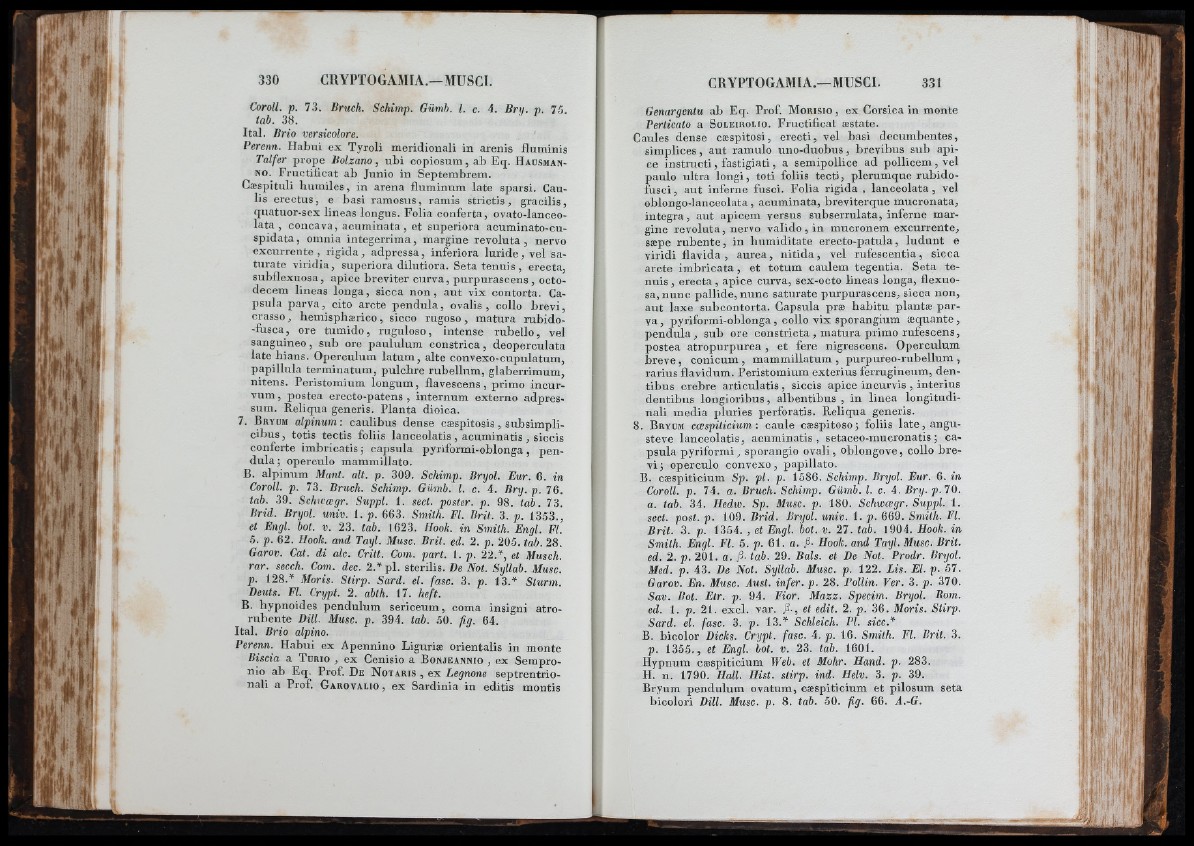 330 CRYPTOGAMIA.—MUSCI.
Coroll. p. 73. Bruch. Schimp. Gümb. l. c. 4. Bry. p. 75.
tab. 38.
Ital. Brio versicolore.
Perenn. Habui ex Tyroli meridionali in arenis fluminis
Talfer prope Bolzano, ubi copiosum, ab Eq. HAUSMAN-
NO. Fructificat ab Junio in Septembrem.
Cæspituli humiles, in arena fluminum late sparsi. Cau-
lis erectus, e basi ramosus, ramis strictis, gracilis,
quatuor-sex lineas longus. Folia conferta, ovato-lanceo-
lata, concava, acuminata, et superiora acuminato-cu-
spidata, omnia integerrima, margine revoluta, nervo
excurrente, rigida, adpressa, inferiora luride, vel sa-
turate viridia, superiora dilutiora. Seta tenuis, erecta,
subflexuosa, apice breviter curva, purpurascens, octo-
decem lineas longa, sicca non, aut vix contorta. Ca-
psula parva, cito arcte pendula, ovalis, collo brevi,
crasso, hemisphærico, sicco rugoso, matura rubido-
-fusca, ore tumido, ruguloso, intense rubello, vel
sanguineo, sub ore paululum constrica, deoperculata
late hians. Operculum latum, alte convexo-cupulatum,
papillula terminatum, pulchre rubellum, glaberrimum,
nitens. Peristomium longum, flavescens, primo incur-
vum, postea erecto-patens, internum externo adpres-
sum. Reliqua generis. Planta dioica.
7. BRYUM alpinum: caulibus dense cæspitosis, subsimpli-
cibus, totis tectis foliis lanceolatis, acuminatis, siccis
conferte imbricatis; capsula pyriformi-oblonga, pen-
dula; operculo mammillato.
B. alpinum Mant. alt. p. 309. Schimp. Bryol. Eur. 6. in
Coroll. p. 73. Bruch. Schimp. Gümb. l. c. 4. Bry. p. 76.
tab. 39. Schwægr. Suppl. 1. sect. poster. p. 98. tab. 73.
Brid. Bryol. univ. 1. p. 663. Smith. Fl. Brit. 3. p. 1353.,
et Engl. bot. v. 23. tab. 1623. Hook. in Smith. Engl. Fl.
5. p. 62. Hook. and Tayl. Musc. Brit. ed. 2. p. 205. tab. 28.
Garov. Cat. di alc. Critt. Com. part. 1. p. 22.*, et Musch.
rar. secch. Com. dec. 2.* pl. sterilis. De Not. Syllab. Musc.
p. 128.* Moris. Stirp. Sard. el. fasc. 3. p. 13.* Sturm.
Deuts. Fl. Crypt. 2. abth. 17. heft.
B. hypnoides pendulum sericeum, coma insigni atro-
rubente Dill. Musc. p. 394. tab. 50. fig. 64.
Ital. Brio alpino.
Perenn. Habui ex Apennino Liguriæ orientalis in monte
Biscia a TURIO, ex Cenisio a BONJEANNIO, ex Sempro-
nio ab Eq. Prof. DE NOTARIS, ex Legnone septentrio-
nali a Prof. GAROVALIO, ex Sardinia in editis montis
CRYPTOGAMIA.—MUSCI. 331
Genargentu ab Eq. Prof. MORISIO, ex Corsica in monte
Perticato a SOLEIROLIO. Fructificat æstate.
Caules dense cæspitosi, erecti, vel basi decumbentes,
simplices, aut ramulo uno-duobus, brevibus sub api-
ce instructi, fastigiati, a semipollice ad pollicem, vel
paulo ultra longi, toti foliis tecti, plerumque rubido-
fusci, aut inferne fusci. Folia rigida, lanceolata, vel
oblongo-lanceolata, acuminata, breviterque mucronata,
integra, aut apicem versus subserrulata, inferne mar-
gine revoluta, nervo valido, in mucronem excurrente,
sæpe rubente, in humiditate erecto-patula, ludunt e
viridi flavida, aurea, nitida, vel rufescentia, sicca
arcte imbricata, et totum caulem tegentia. Seta te-
nuis, erecta, apice curva, sex-octo lineas longa, flexuo-
sa, nunc pallide, nunc saturate purpurascens, sicca non,
aut laxe subcontorta. Capsula præ habitu plantæ par-
va, pyriformi-oblonga, collo vix sporangium æquante,
pendula, sub ore constricta, matura primo rufescens,
postea atropurpurea, et fere nigrescens. Operculum
breve, conicum, mammillatum, purpureo-rubellum,
rarius flavidum. Peristomium exterius ferrugineum, den-
tibus crebre articulatis, siccis apice incurvis, interius
dentibus longioribus, albentibus, in linea longitudi-
nali media pluries perforatis. Reliqua generis.
8. BRYUM cæspiticium: caule cæspitoso; foliis late, angu-
steve lanceolatis, acuminatis, setaceo-mucronatis; ca-
psula pyriformi, sporangio ovali, oblongove, collo bre-
vi; operculo convexo, papillato.
B. cæspiticium Sp. pl. p. 1586. Schimp. Bryol. Eur. 6. in
Coroll. p. 74. α. Bruch. Schimp. Gümb. l. c. 4. Bry. p. 70.
α. tab. 34. Hedw. Sp. Musc. p. 180. Schwægr. Suppl. 1.
sect. post. p. 109. Brid. Bryol. univ. 1. p. 669. Smith. Fl.
Brit. 3. p. 1354., et Engl. bot. v. 27. tab. 1904. Hook. in
Smith. Engl. Fl. 5. p. 61. α. β. Hook. and Tayl. Musc. Brit.
ed. 2. p. 201. α. β. tab. 29. Bals. et De Not. Prodr. Bryol.
Med. p. 43. De Not. Syllab. Musc. p. 122. Lis. El. p. 57.
Garov. En. Musc. Aust. infer. p. 28. Pollin. Ver. 3. p. 370.
Sav. Bot. Etr. p. 94. Fior. Mazz. Specim. Bryol. Rom.
ed. 1. p. 21. excl. var. β., et edit. 2. p. 36. Moris. Stirp.
Sard. el. fasc. 3. p. 13.* Schleich. Pl. sicc.*
B. bicolor Dicks. Crypt. fasc. 4. p. 16. Smith. Fl. Brit. 3.
p. 1355., et Engl. bot. v. 23. tab. 1601.
Hypnum cæspiticium Web. et Mohr. Hand. p. 283.
H. n. 1790. Hall. Hist. stirp. ind. Helv. 3. p. 39.
Bryum pendulum ovatum, cæspiticium et pilosum seta
bicolori Dill. Musc. p. 8. tab. 50. fig. 66. A.-G.